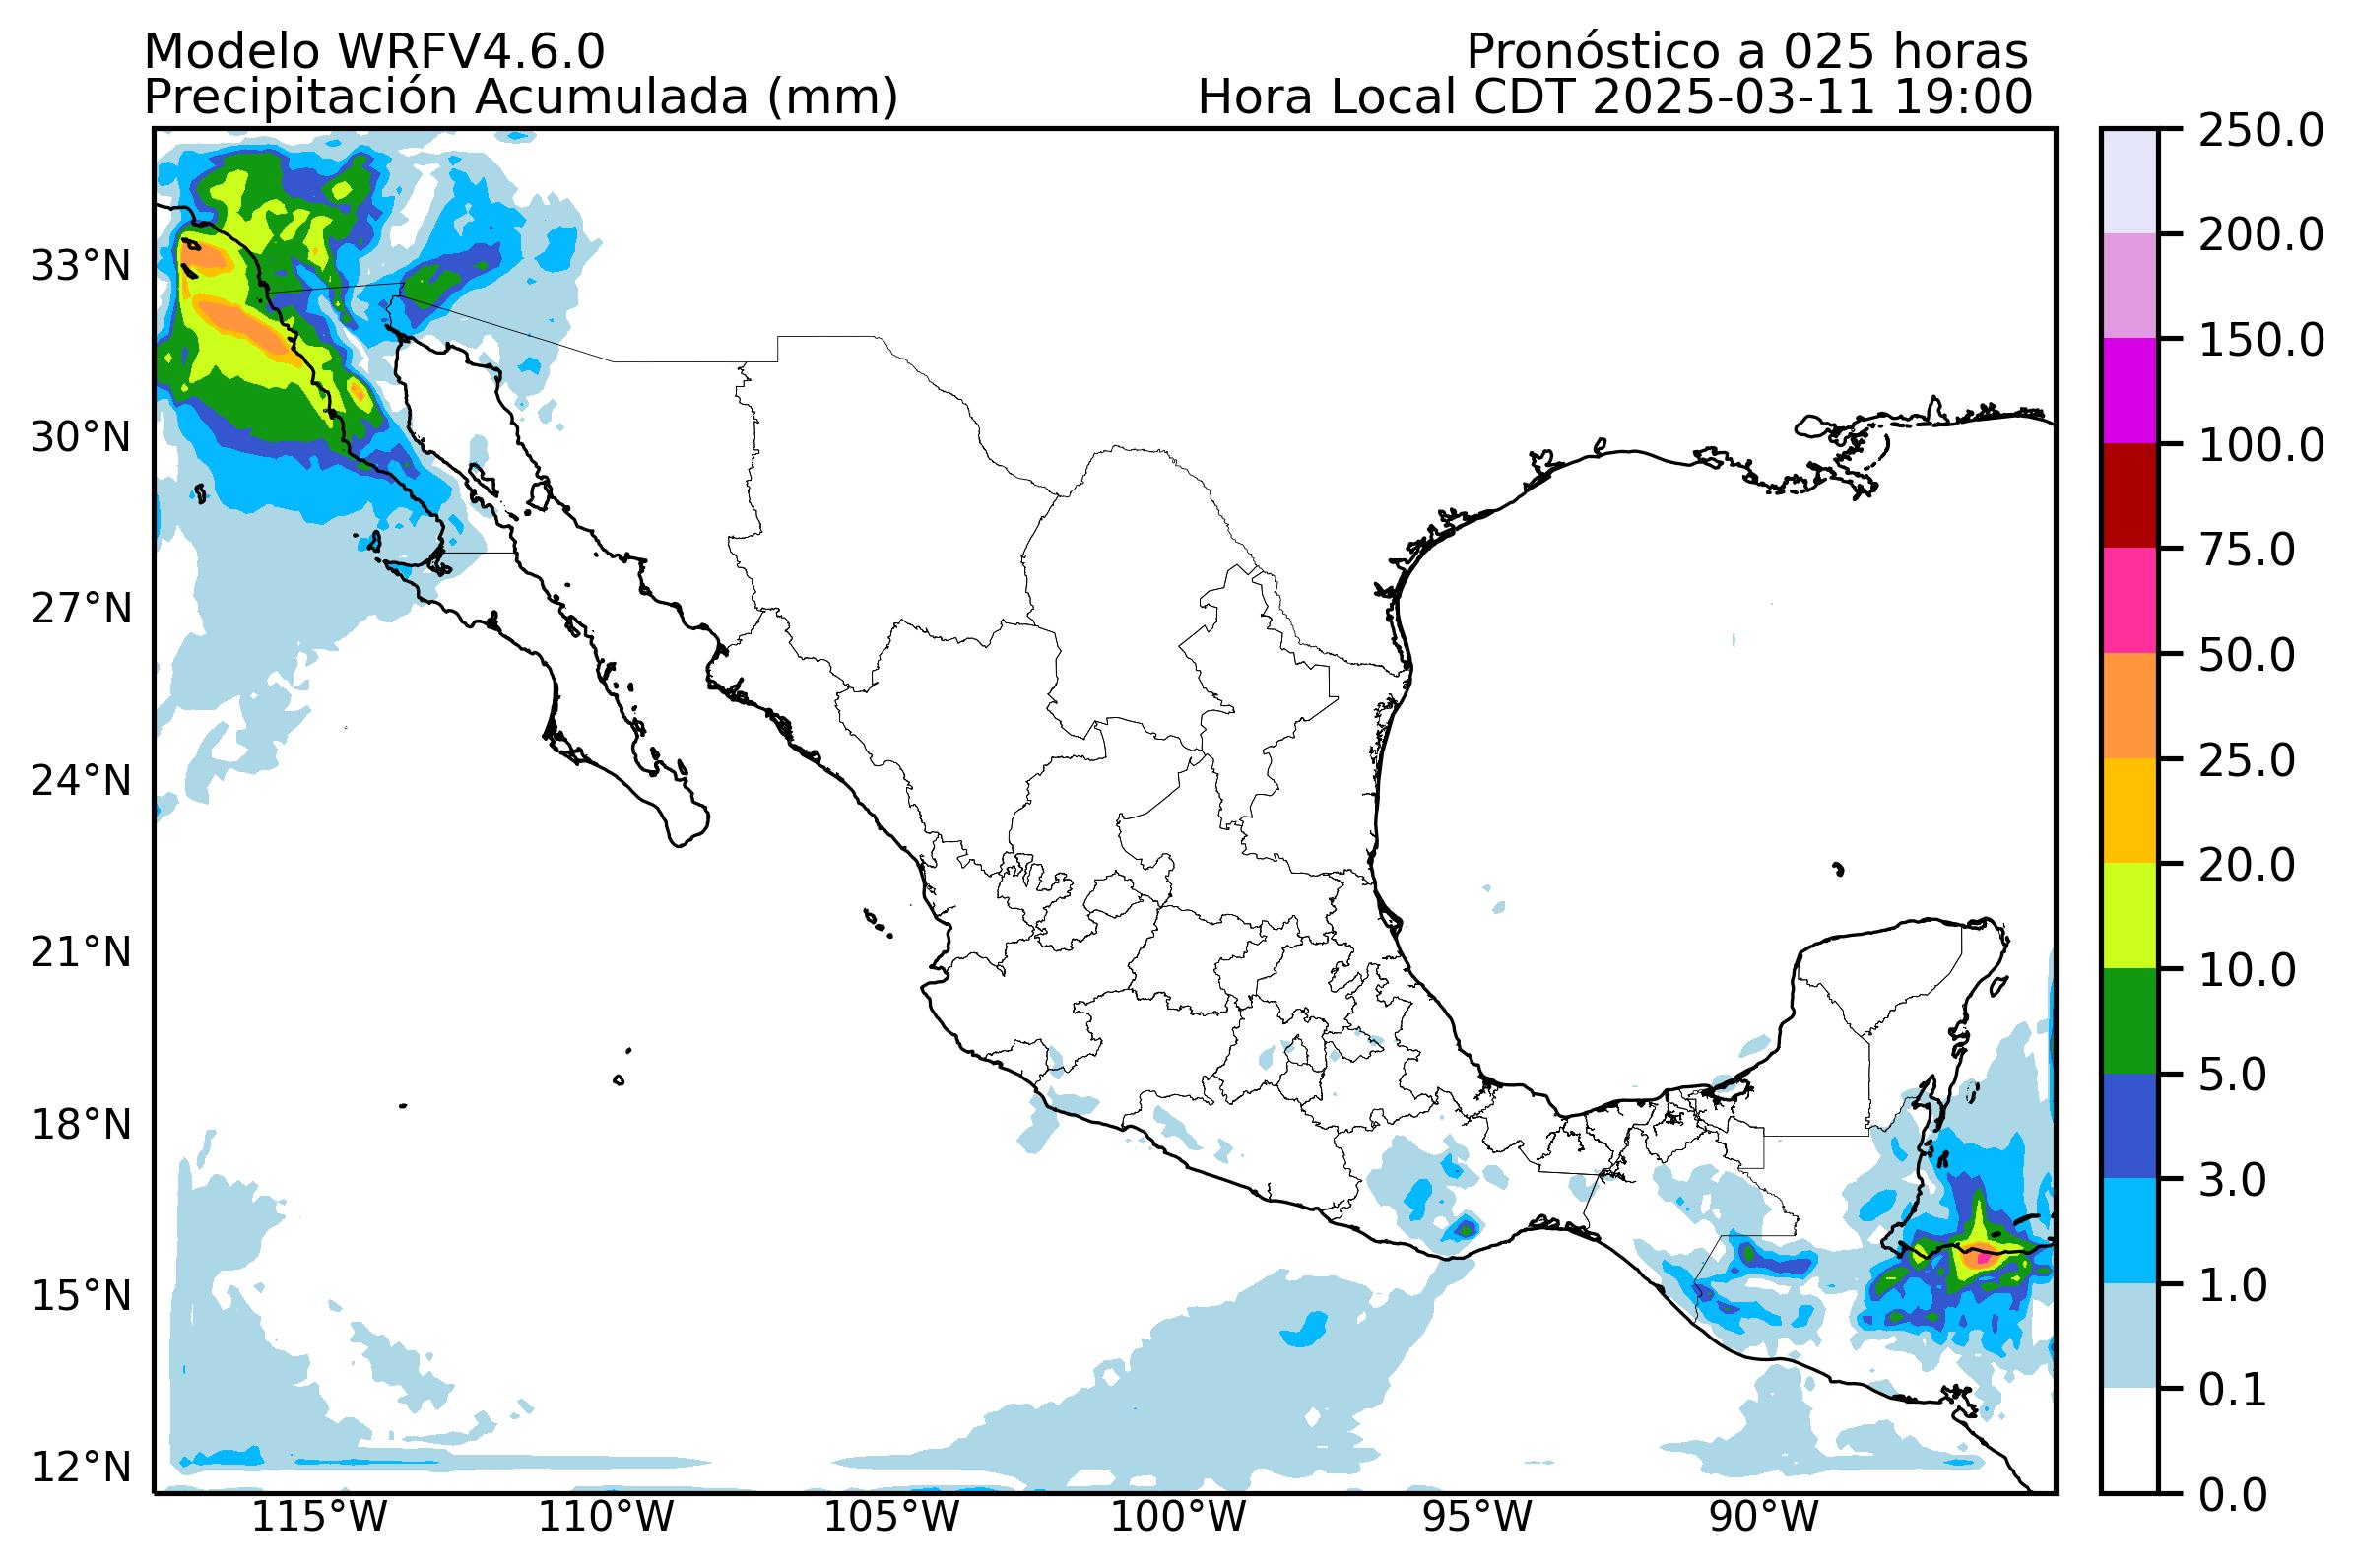 Modelo WRFV4.6.0
Pronóstico a 025 horas
Precipitación Acumulada (mm)
Hora Local CDT 2025-03-11 19:00
33°N
30°N
27°N
24°N
21°N
18°N
15°N
12°N
115°W
110°W
105°W
100°W
95°W
90°W
250.0
200.0
150.0
100.0
75.0
50.0
25.0
20.0
10.0
5.0
3.0
1.0
0.1
0.0